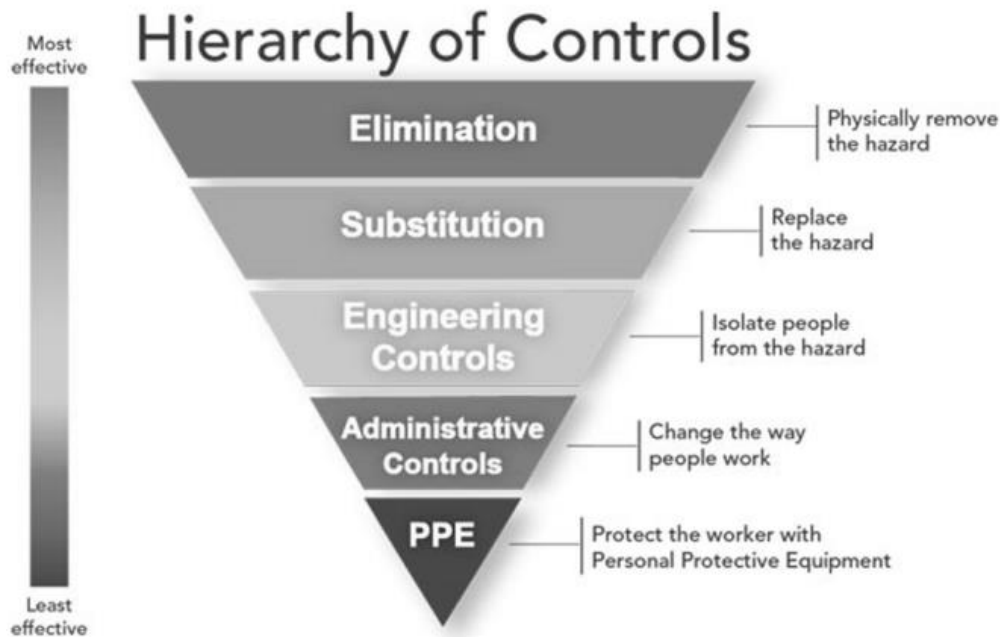 Hierarchy of Controls
Most
effective
Elimination
Physically remove
the hazard
Substitution
Replace
the hazard
Engineering
Controls
Isolate people
from the hazard
Administrative
Controls
Change the way
people work
PPE
Protect the worker with
Personal Protective Equipment
Least
effective